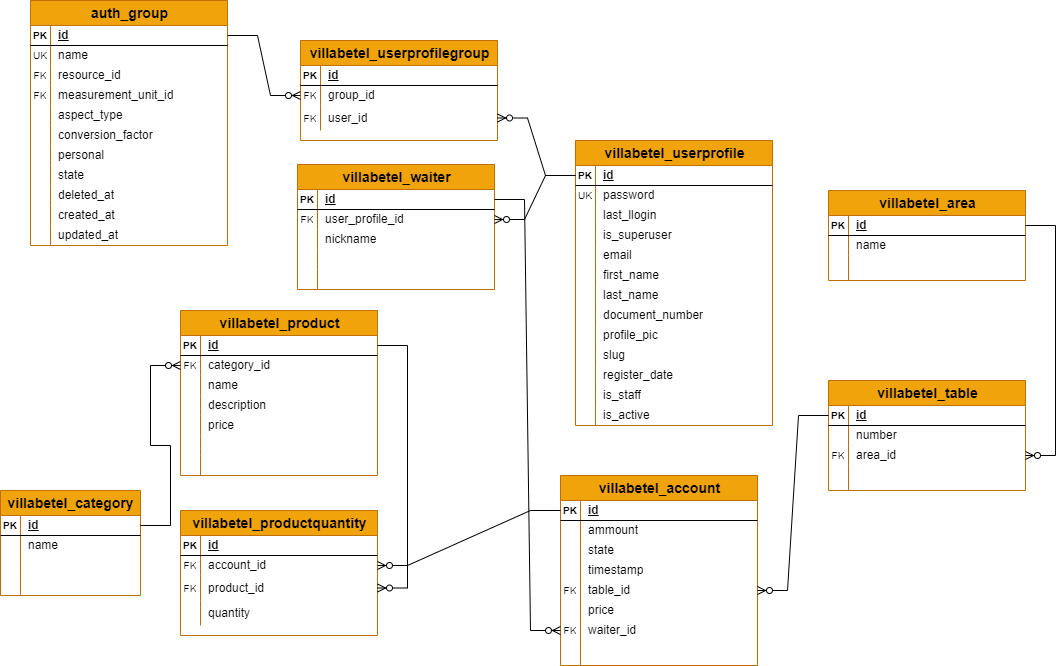 auth_group
PK id
UK name
FK resource_id
FK measurement_unit_id
aspect_type
conversion_factor
personal
state
deleted_at
created_at
updated_at
villabetel_userprofilegroup
PK id
FK group_id
FK user_id
villabetel_waiter
PK id
FK user_profile_id
nickname
villabetel_userprofile
PK id
UK password
last_llogin
is_superuser
email
first_name
last_name
document_number
profile_pic
slug
register_date
is_staff
is_active
villabetel_area
PK id
name
villabetel_product
PK id
FK category_id
name
description
price
villabetel_table
PK id
number
FK area_id
villabetel_category
PK id
name
villabetel_productquantity
PK id
FK account_id
FK product_id
quantity
villabetel_account
PK id
ammount
state
timestamp
FK table_id
price
FK waiter_id